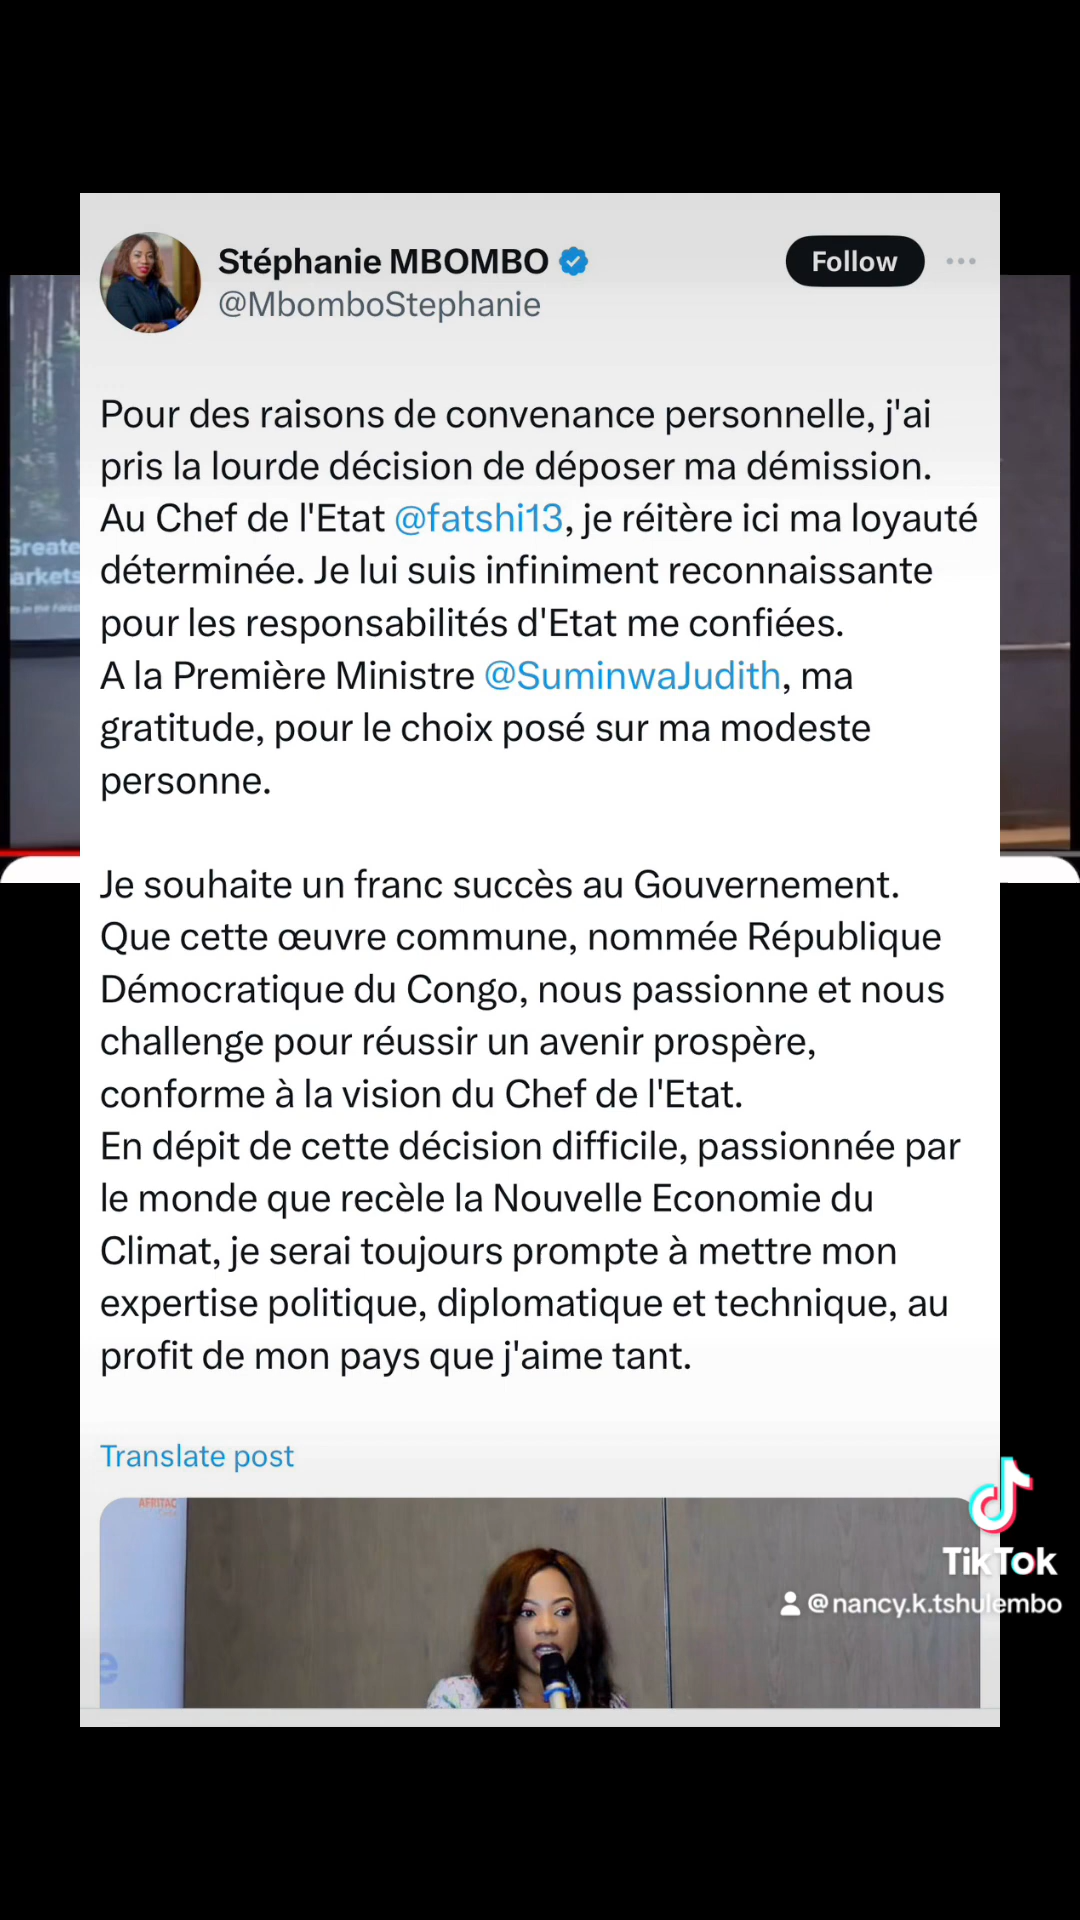 Stéphanie MBOMBO
Follow
@MbomboStephanie
Pour des raisons de convenance personnelle, j'ai
pris la lourde décision de déposer ma démission.
Au Chef de l'Etat @fatshi13, je réitère ici ma loyauté
déterminée. Je lui suis infiniment reconnaissante
pour les responsabilités d'Etat me confiées.
A la Première Ministre @SuminwaJudith, ma
gratitude, pour le choix posé sur ma modeste
personne.
Je souhaite un franc succès au Gouvernement.
Que cette œuvre commune, nommée République
Démocratique du Congo, nous passionne et nous
challenge pour réussir un avenir prospère,
conforme à la vision du Chef de l'Etat.
En dépit de cette décision difficile, passionnée par
le monde que recèle la Nouvelle Economie du
Climat, je serai toujours prompte à mettre mon
expertise politique, diplomatique et technique, au
profit de mon pays que j'aime tant.
Translate post
AFRITAC
TikTok
@nancy.k.tshulembo